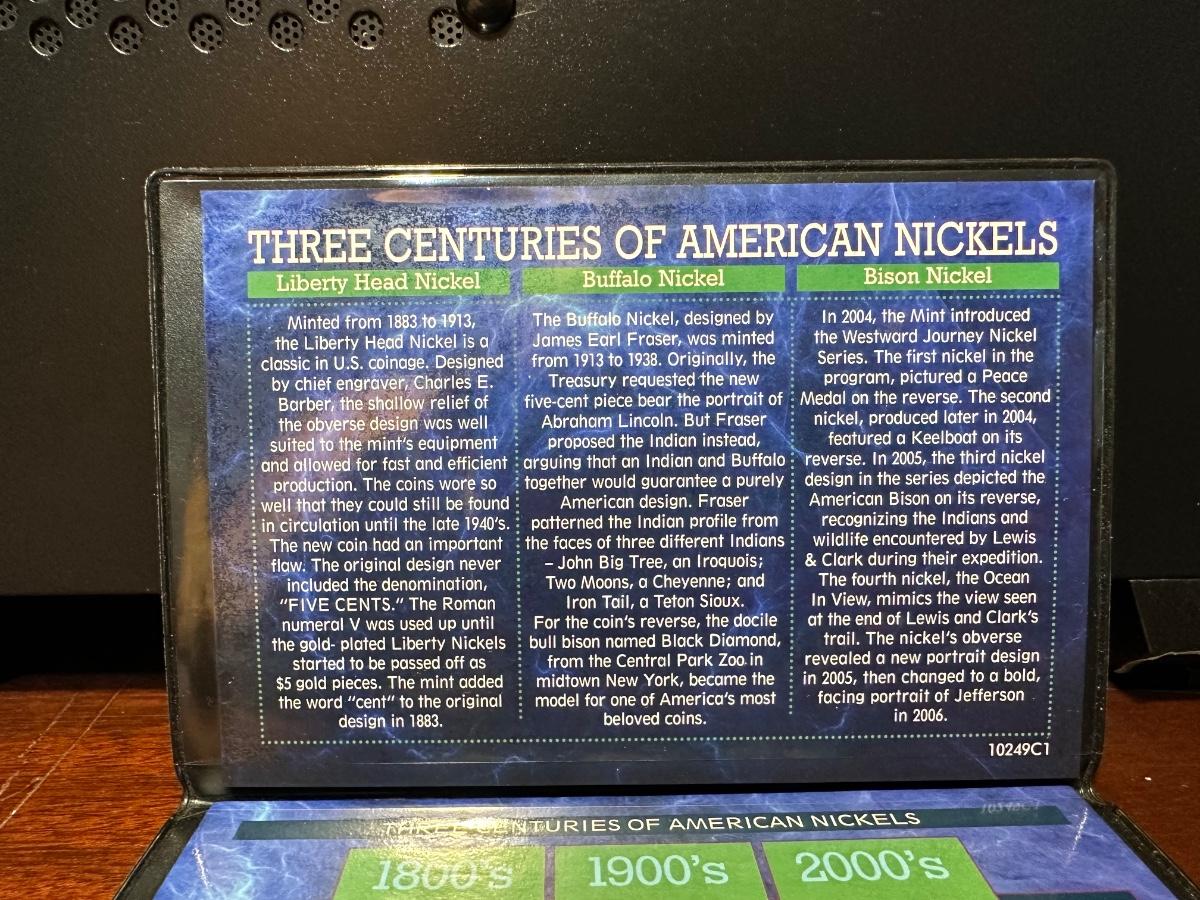 THREE CENTURIES OF AMERICAN NICKELS
Liberty Head Nickel
Minted from 1883 to 1913,
the Liberty Head Nickel is a
classic in U.S. coinage. Designed
by chief engraver, Charles E.
Barber, the shallow relief of
the obverse design was well
suited to the mint's equipment
and allowed for fast and efficient
production. The coins wore so
well that they could still be found
in circulation until the late 1940's.
The new coin had an important
flaw. The original design never
included the denomination,
"FIVE CENTS." The Roman
numeral V was used up until
the gold- plated Liberty Nickels
started to be passed off as
$5 gold pieces. The mint added
the word "cent" to the original
design in 1883.
Buffalo Nickel
The Buffalo Nickel, designed by
James Earl Fraser, was minted
from 1913 to 1938. Originally, the
Treasury requested the new
five-cent piece bear the portrait of
Abraham Lincoln. But Fraser
proposed the Indian instead,
arguing that an Indian and Buffalo
together would guarantee a purely
American design. Fraser
patterned the Indian profile from
the faces of three different Indians
– John Big Tree, an Iroquois;
Two Moons, a Cheyenne; and
Iron Tail, a Teton Sioux.
For the coin's reverse, the docile
bull bison named Black Diamond,
from the Central Park Zoo in
midtown New York, became the
model for one of America's most
beloved coins.
Bison Nickel
In 2004, the Mint introduced
the Westward Journey Nickel
Series. The first nickel in the
program, pictured a Peace
Medal on the reverse. The second
nickel, produced later in 2004,
featured a Keelboat on its
reverse. In 2005, the third nickel
design in the series depicted the
American Bison on its reverse,
recognizing the Indians and
wildlife encountered by Lewis
& Clark during their expedition.
The fourth nickel, the Ocean
In View, mimics the view seen
at the end of Lewis and Clark's
trail. The nickel's obverse
revealed a new portrait design
in 2005, then changed to a bold,
facing portrait of Jefferson
in 2006.
10249C1
THREE CENTURIES OF AMERICAN NICKELS
1800's
1900's
2000's